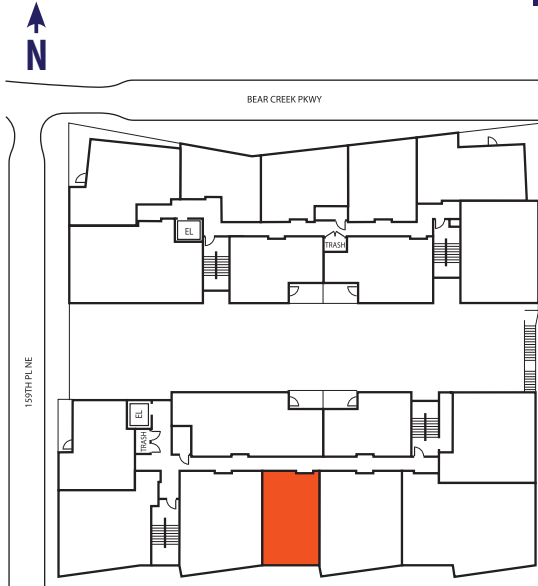 N
BEAR CREEK PKWY
EL
TRASH
159TH PL NE
EL
TRASH